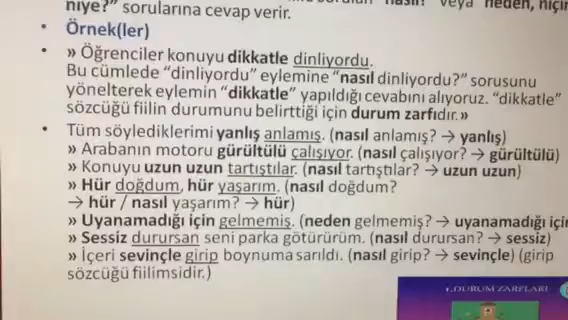 niye?" sorularına cevap verir.
• Örnek(ler)
• » Öğrenciler konuyu dikkatle dinliyordu.
Bu cümlede "dinliyordu" eylemine "nasıl dinliyordu?" sorusunu
yönelterek eylemin "dikkatle" yapıldığı cevabını alıyoruz. "dikkatle"
sözcüğü fiilin durumunu belirttiği için durum zarfıdır.»
• Tüm söylediklerimi yanlış anlamış. (nasıl anlamış? → yanlış)
» Arabanın motoru gürültülü çalışıyor. (nasıl çalışıyor? → gürültülü)
» Konuyu uzun uzun tartıştılar. (nasıl tartıştılar? → uzun uzun)
» Hür doğdum, hür yaşarım. (nasıl doğdum?
→ hür / nasıl yaşarım? → hür)
» Uyanamadığı için gelmemiş. (neden gelmemiş? → uyanamadığı için
» Sessiz durursan seni parka götürürüm. (nasıl durursan? → sessiz)
» İçeri sevinçle girip boynuma sarıldı. (nasıl girip? → sevinçle) (girip
sözcüğü fiilimsidir.)
1.DURUM ZARFLARI